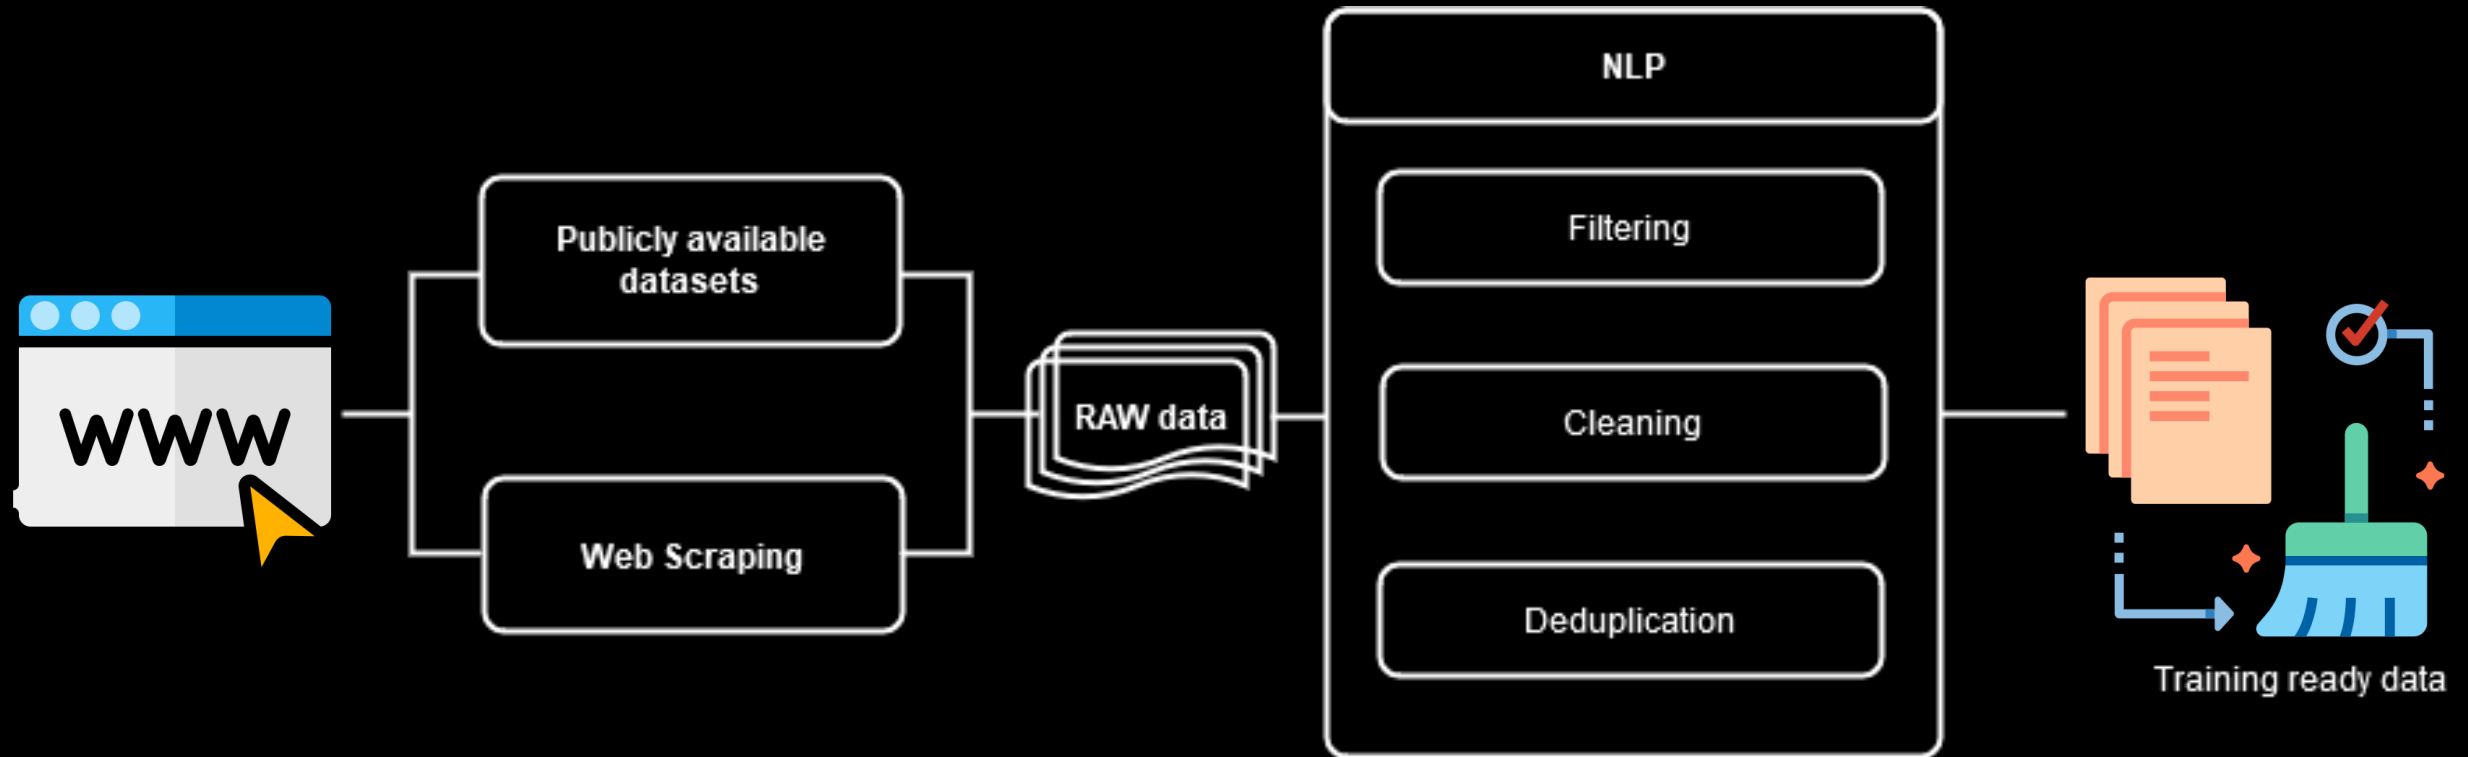 www
Publicly available
datasets
Web Scraping
RAW data
NLP
Filtering
Cleaning
Deduplication
Training ready data